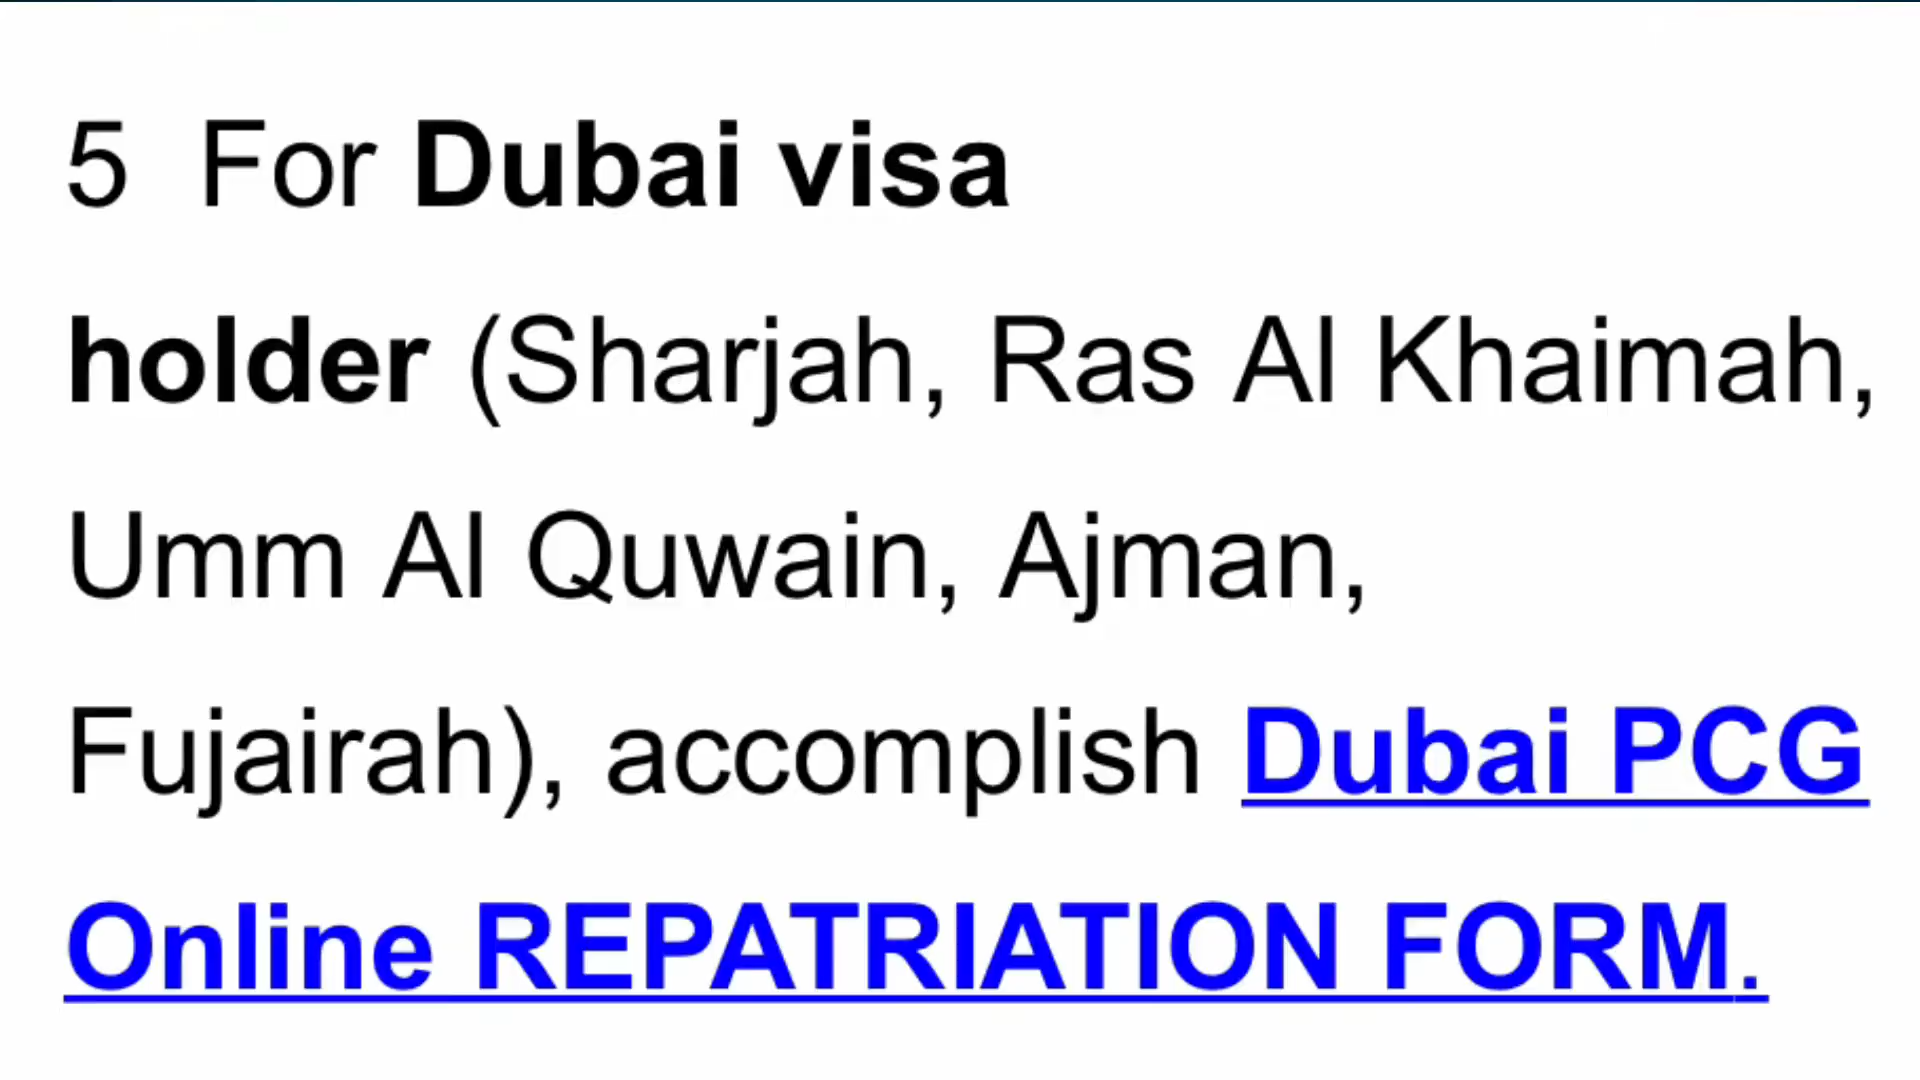 5  For Dubai visa
holder (Sharjah, Ras Al Khaimah,
Umm Al Quwain, Ajman,
Fujairah), accomplish Dubai PCG
Online REPATRIATION FORM.